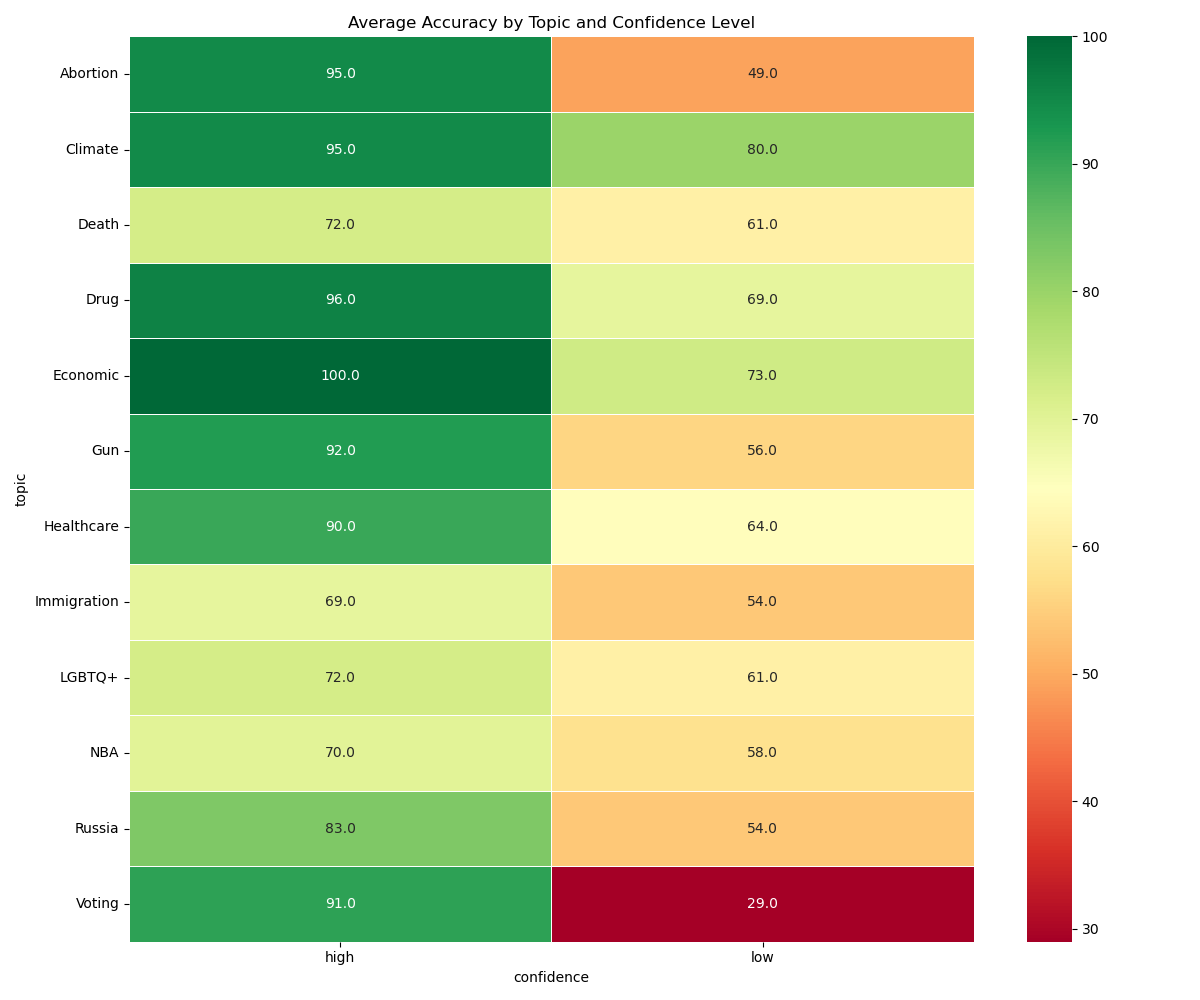 Average Accuracy by Topic and Confidence Level
Abortion 95.0 49.0
Climate 95.0 80.0
Death 72.0 61.0
Drug 96.0 69.0
Economic 100.0 73.0
Gun 92.0 56.0
Healthcare 90.0 64.0
Immigration 69.0 54.0
LGBTQ+ 72.0 61.0
NBA 70.0 58.0
Russia 83.0 54.0
Voting 91.0 29.0
high low
confidence
topic
100
90
80
70
60
50
40
30